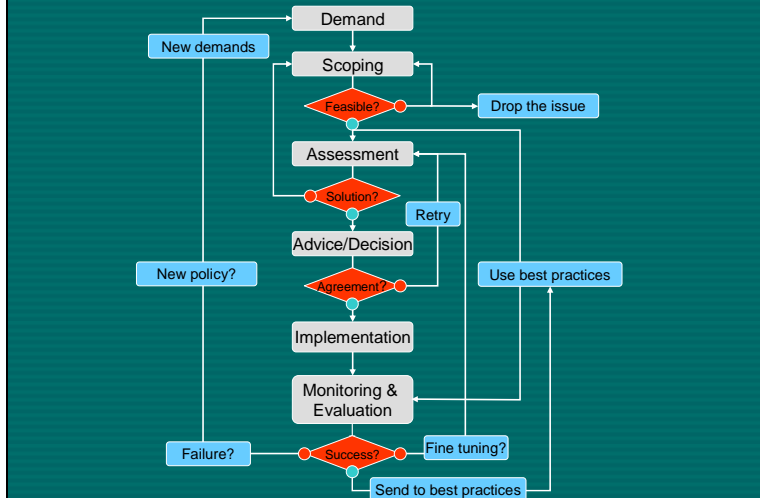 Demand
New demands
Scoping
Feasible?
Drop the issue
Assessment
Solution?
Retry
Advice/Decision
New policy?
Use best practices
Agreement?
Implementation
Monitoring &
Evaluation
Failure?
Success?
Fine tuning?
Send to best practices